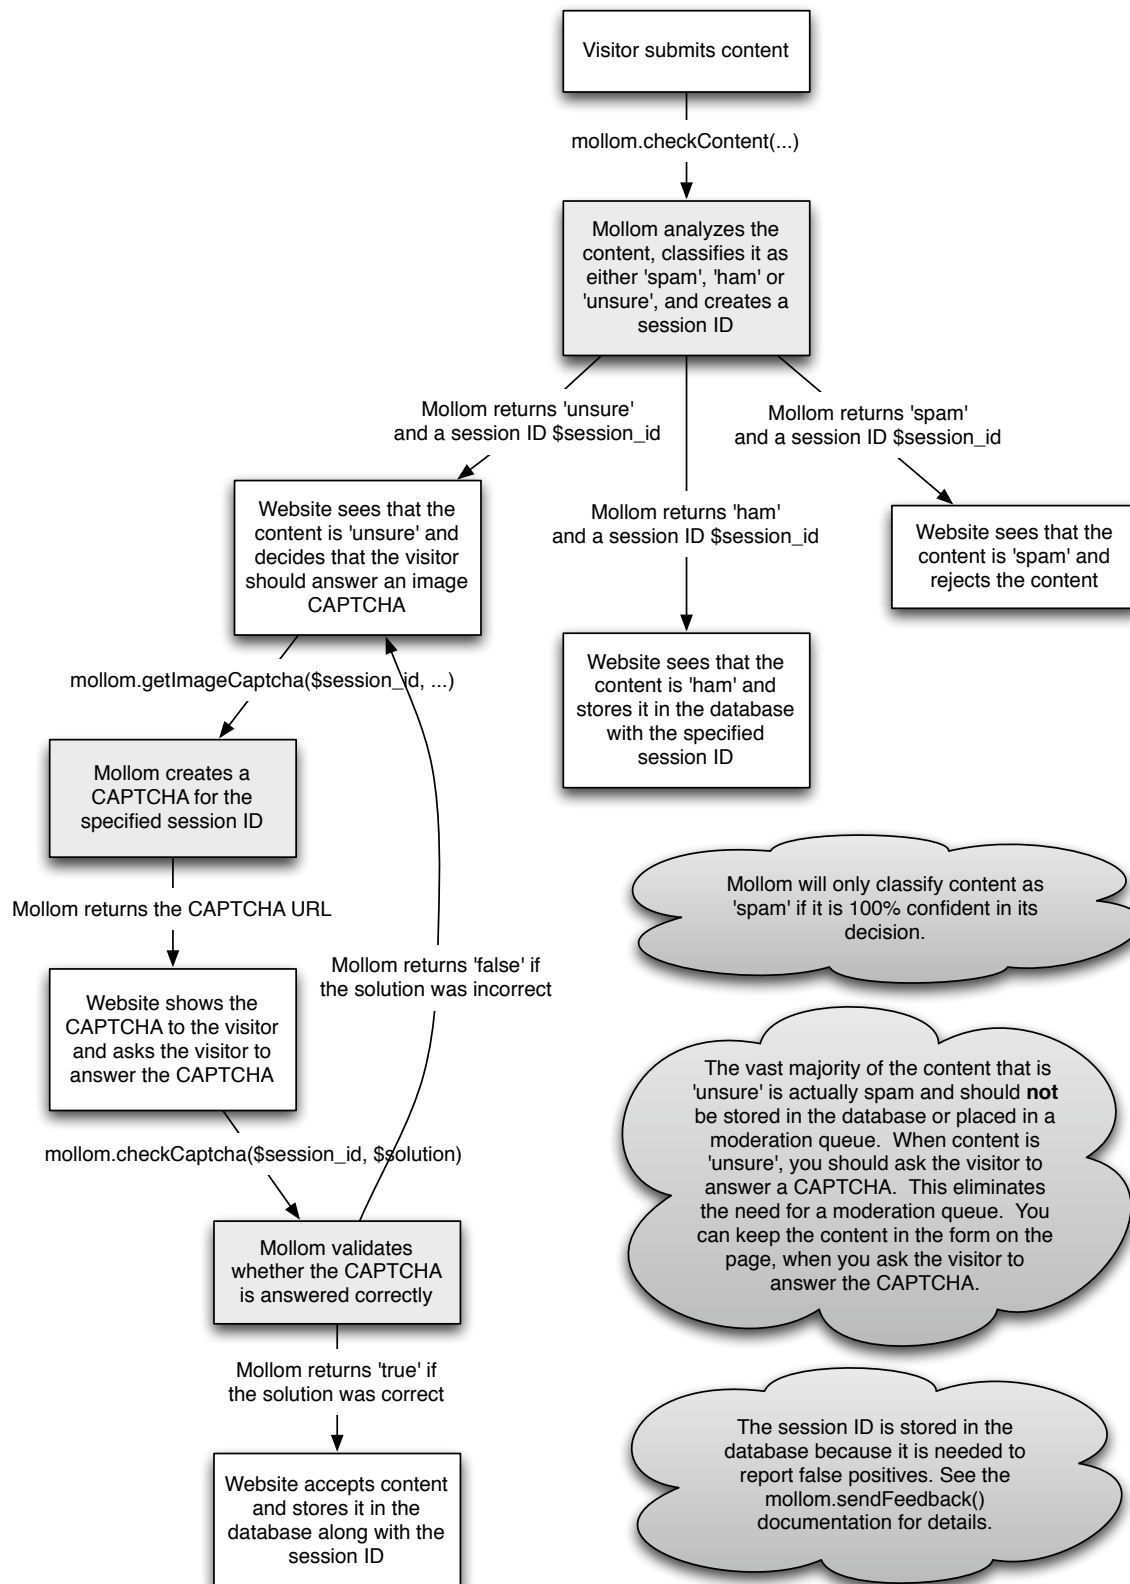 Visitor submits content
mollom.checkContent(...)
Mollom analyzes the
content, classifies it as
either 'spam', 'ham' or
'unsure', and creates a
session ID
Mollom returns 'unsure'
and a session ID $session_id
Mollom returns 'spam'
and a session ID $session_id
Mollom returns 'ham'
and a session ID $session_id
Website sees that the
content is 'unsure' and
decides that the visitor
should answer an image
CAPTCHA
Website sees that the
content is 'spam' and
rejects the content
Website sees that the
content is 'ham' and
stores it in the database
with the specified
session ID
mollom.getImageCaptcha($session_id, ...)
Mollom creates a
CAPTCHA for the
specified session ID
Mollom returns the CAPTCHA URL
Mollom returns 'false' if
the solution was incorrect
Website shows the
CAPTCHA to the visitor
and asks the visitor to
answer the CAPTCHA
mollom.checkCaptcha($session_id, $solution)
Mollom validates
whether the CAPTCHA
is answered correctly
Mollom returns 'true' if
the solution was correct
Website accepts content
and stores it in the
database along with the
session ID
Mollom will only classify content as
'spam' if it is 100% confident in its
decision.
The vast majority of the content that is
'unsure' is actually spam and should not
be stored in the database or placed in a
moderation queue.  When content is
'unsure', you should ask the visitor to
answer a CAPTCHA.  This eliminates
the need for a moderation queue.  You
can keep the content in the form on the
page, when you ask the visitor to
answer the CAPTCHA.
The session ID is stored in the
database because it is needed to
report false positives. See the
mollom.sendFeedback()
documentation for details.